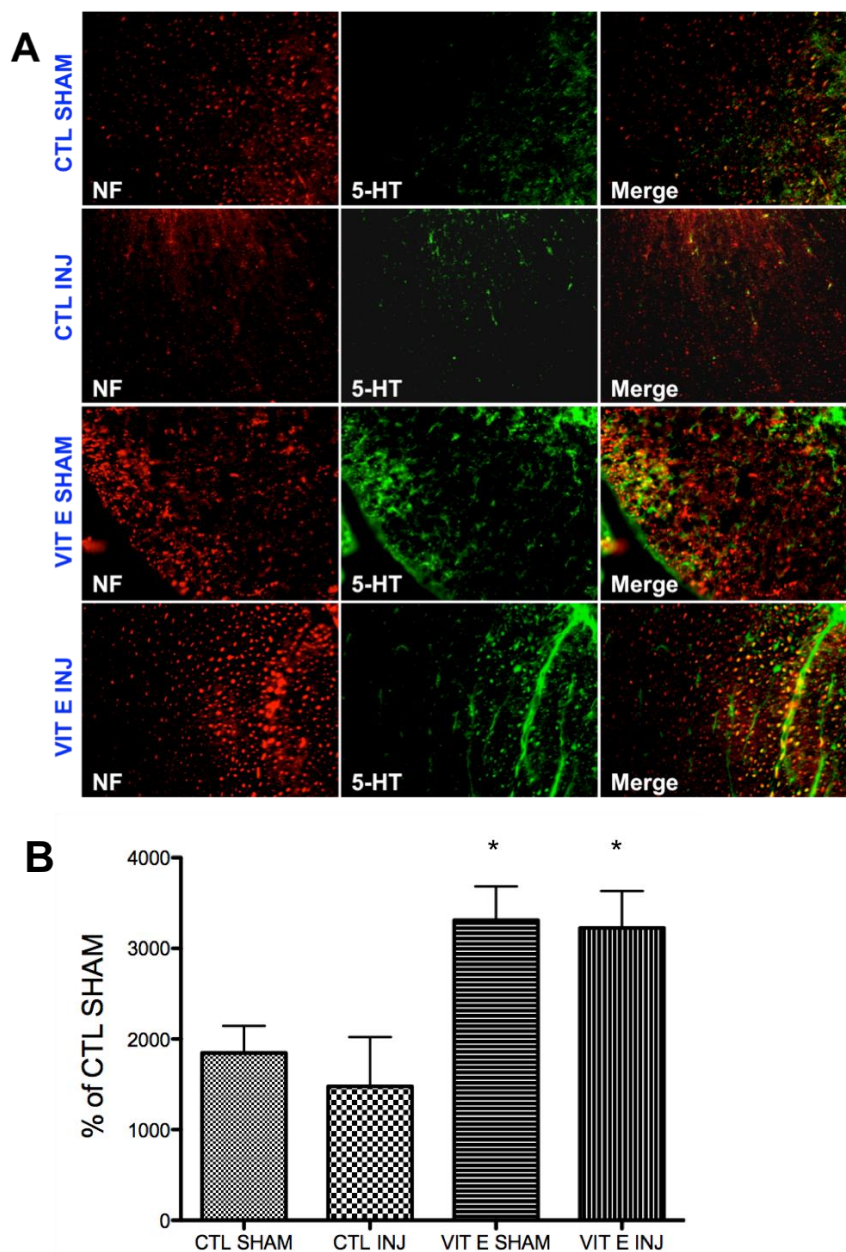 A
CTL SHAM
NF
5-HT
Merge
CTL INJ
NF
5-HT
Merge
VIT E SHAM
NF
5-HT
Merge
VIT E INJ
NF
5-HT
Merge
B
% of CTL SHAM
4000
3000
2000
1000
0
* *
CTL SHAM CTL INJ VIT E SHAM VIT E INJ